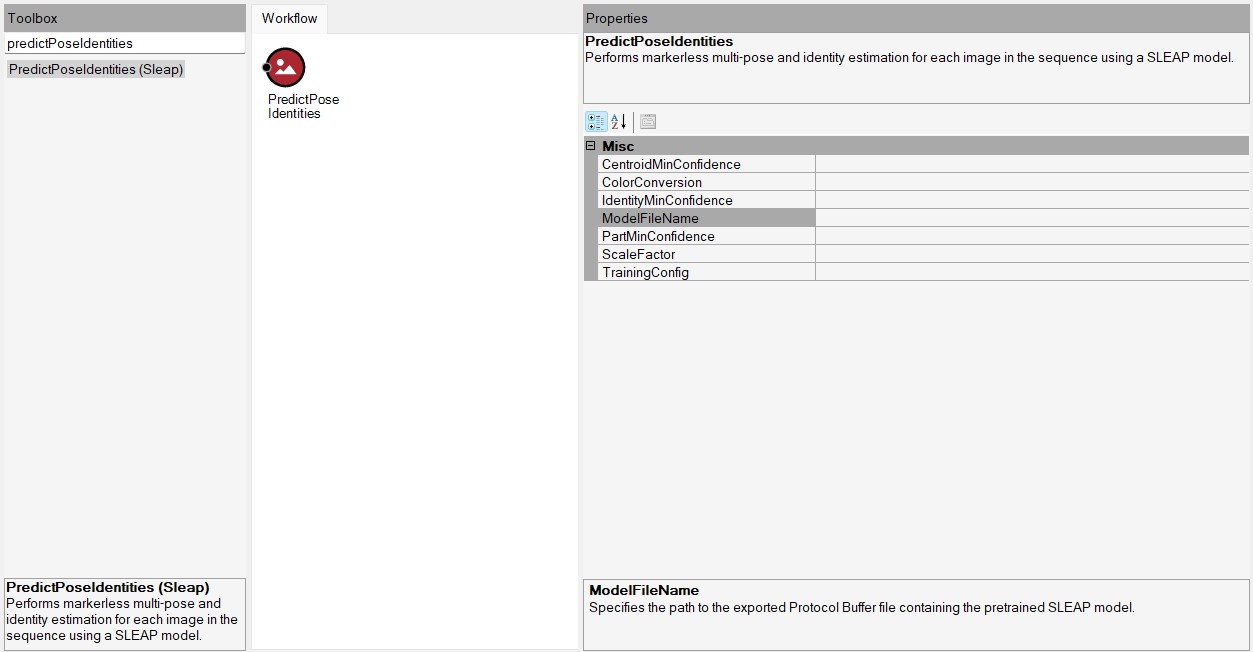 Toolbox
predictPoseIdentities
PredictPoseIdentities (Sleap)
PredictPoseIdentities (Sleap)
Performs markerless multi-pose and
identity estimation for each image in the
sequence using a SLEAP model.
Workflow
PredictPose
Identities
Properties
PredictPoseIdentities
Performs markerless multi-pose and identity estimation for each image in the sequence using a SLEAP model.
A
Z
Misc
CentroidMinConfidence
ColorConversion
IdentityMinConfidence
ModelFileName
PartMinConfidence
ScaleFactor
TrainingConfig
ModelFileName
Specifies the path to the exported Protocol Buffer file containing the pretrained SLEAP model.